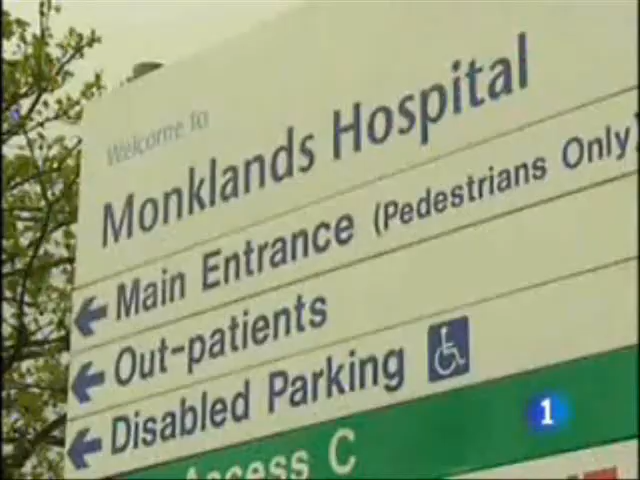 Welcome to
Monklands Hospital
Main Entrance (Pedestrians Only)
Out-patients
Disabled Parking
Access C
1